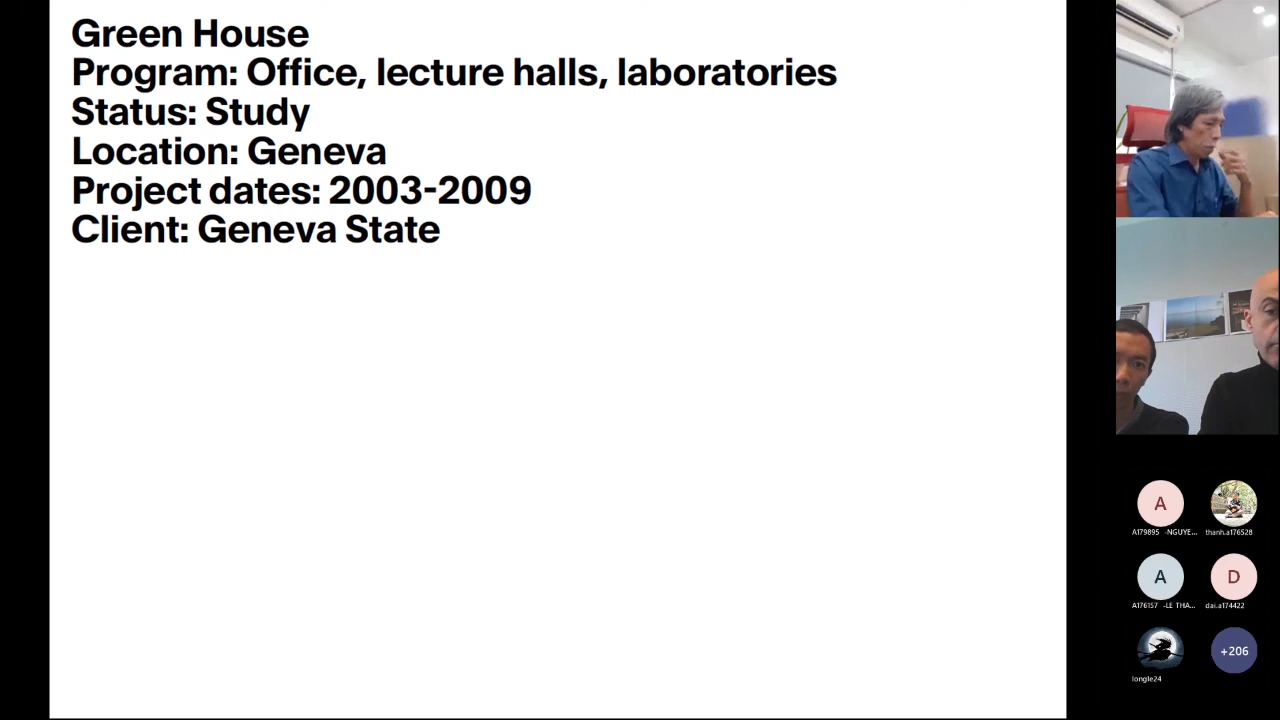 Green House
Program: Office, lecture halls, laboratories
Status: Study
Location: Geneva
Project dates: 2003-2009
Client: Geneva State
A
A179895 -NGUYE...
thanh.a176528
A
A176157 -LE THA...
D
dai.a174422
longle24
+206